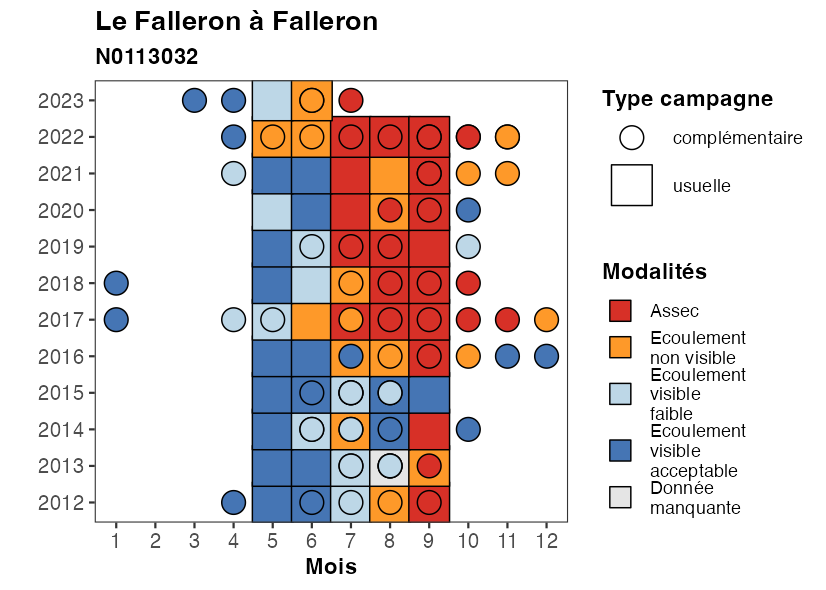 Le Falleron à Falleron
N0113032
2023
2022
2021
2020
2019
2018
2017
2016
2015
2014
2013
2012
1 2 3 4 5 6 7 8 9 10 11 12
Mois
Type campagne
complémentaire
usuelle
Modalités
Assec
Ecoulement
non visible
Ecoulement
visible
faible
Ecoulement
visible
acceptable
Donnée
manquante